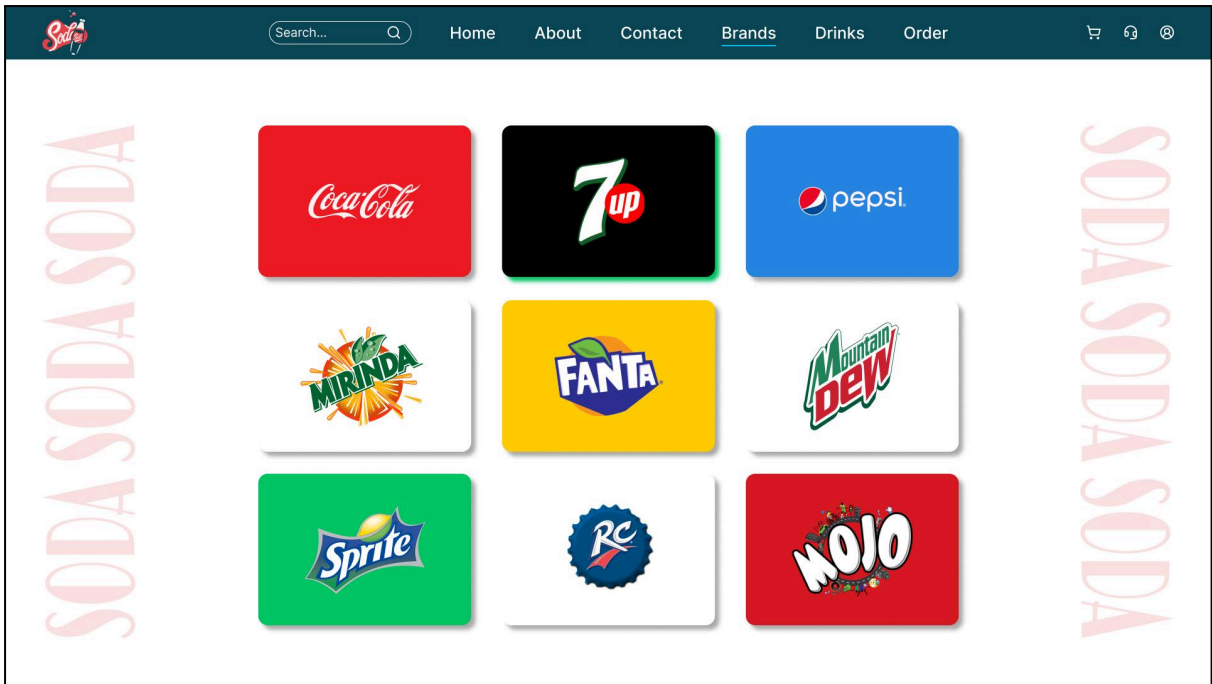 Soda
Search...
Home
About
Contact
Brands
Drinks
Order
SODA SODA SODA
Coca-Cola
7up
pepsi
SODA SODA SODA
MIRINDA
FANTA
Mountain
Dew
Sprite
RC
MOJO